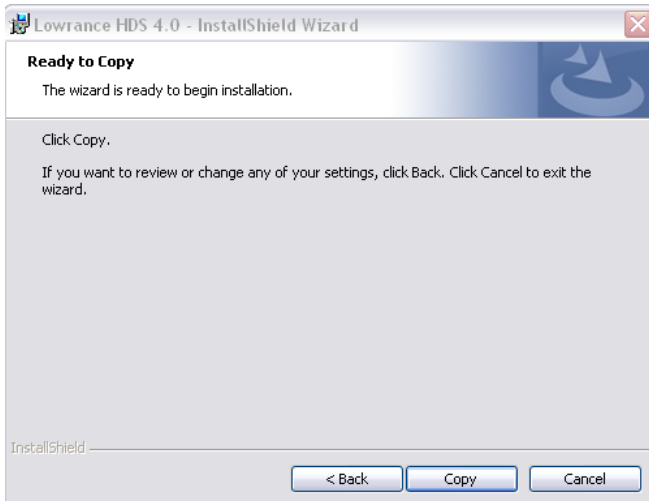 Lowrance HDS 4.0 - InstallShield Wizard
Ready to Copy
The wizard is ready to begin installation.
Click Copy.
If you want to review or change any of your settings, click Back. Click Cancel to exit the
wizard.
InstallShield
< Back Copy Cancel